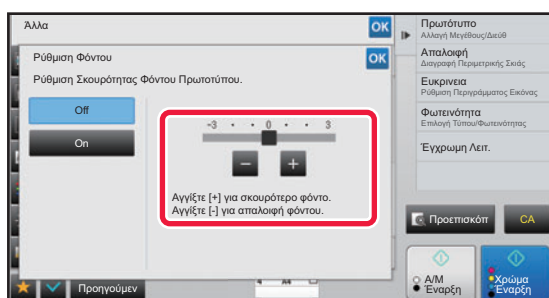 Άλλα
OK
Ρύθμιση Φόντου
OK
Ρύθμιση Σκουρότητας Φόντου Πρωτοτύπου.
Off
On
-3 • • 0 • • 3
− +
Αγγίξτε [+] για σκουρότερο φόντο.
Αγγίξτε [-] για απαλοιφή φόντου.
Προηγούμεν
A4
Πρωτότυπο
Αλλαγή Μεγέθους/Διεύθ
Απαλοιφή
Διαγραφή Περιμετρικής Σκιάς
Ευκρινεια
Ρύθμιση Περιγράμματος Εικόνας
Φωτεινότητα
Επιλογή Τύπου/Φωτεινότητας
Έγχρωμη Λειτ.
Προεπισκόπ
CA
Α/Μ
Έναρξη
Χρώμα
Έναρξη